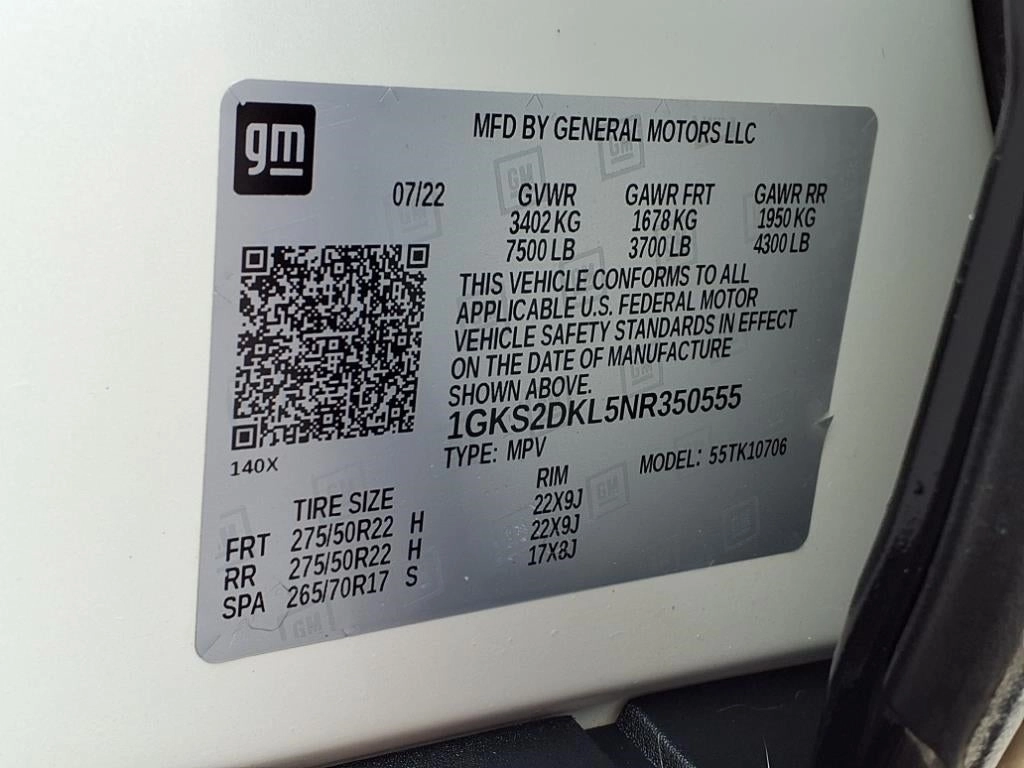 gm
MFD BY GENERAL MOTORS LLC
07/22 GVWR GAWR FRT GAWR RR
3402 KG 1678 KG 1950 KG
7500 LB 3700 LB 4300 LB
THIS VEHICLE CONFORMS TO ALL
APPLICABLE U.S. FEDERAL MOTOR
VEHICLE SAFETY STANDARDS IN EFFECT
ON THE DATE OF MANUFACTURE
SHOWN ABOVE.
1GKS2DKL5NR350555
TYPE: MPV MODEL: 55TK10706
140X
TIRE SIZE RIM
FRT 275/50R22 H 22X9J
RR 275/50R22 H 22X9J
SPA 265/70R17 S 17X8J